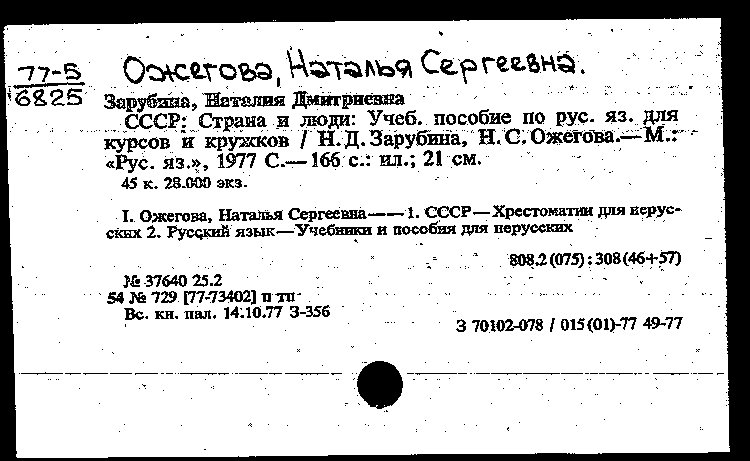 77-5
6825
Ожегова, Наталья Сергеевна.
Зарубина, Наталия Дмитриевна
СССР: Страна и люди: Учеб. пособие по рус. яз. для
курсов и кружков / Н. Д. Зарубина, Н. С. Ожегова.— М.:
«Рус. яз.», 1977 С.— 166 с.: ил.; 21 см.
45 к. 28.000 экз.
I. Ожегова, Наталья Сергеевна——1. СССР—Хрестоматии для нерус-
ских 2. Русский язык—Учебники и пособия для нерусских
808.2 (075) : 308 (46+57)
№ 37640 25.2
54 № 729 [77-73402] п тп
Вс. кн. пал. 14.10.77 З-356
З 70102-078 / 015 (01)-77 49-77